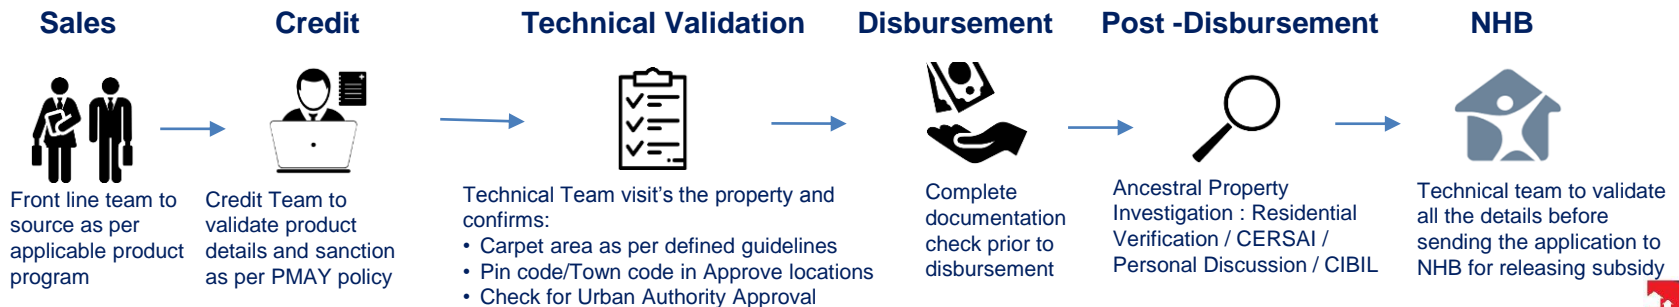 Sales
Credit
Technical Validation
Disbursement
Post -Disbursement
NHB
Front line team to
source as per
applicable product
program
Credit Team to
validate product
details and sanction
as per PMAY policy
Technical Team visit's the property and
confirms:
• Carpet area as per defined guidelines
• Pin code/Town code in Approve locations
• Check for Urban Authority Approval
Complete
documentation
check prior to
disbursement
Ancestral Property
Investigation : Residential
Verification / CERSAI /
Personal Discussion / CIBIL
Technical team to validate
all the details before
sending the application to
NHB for releasing subsidy